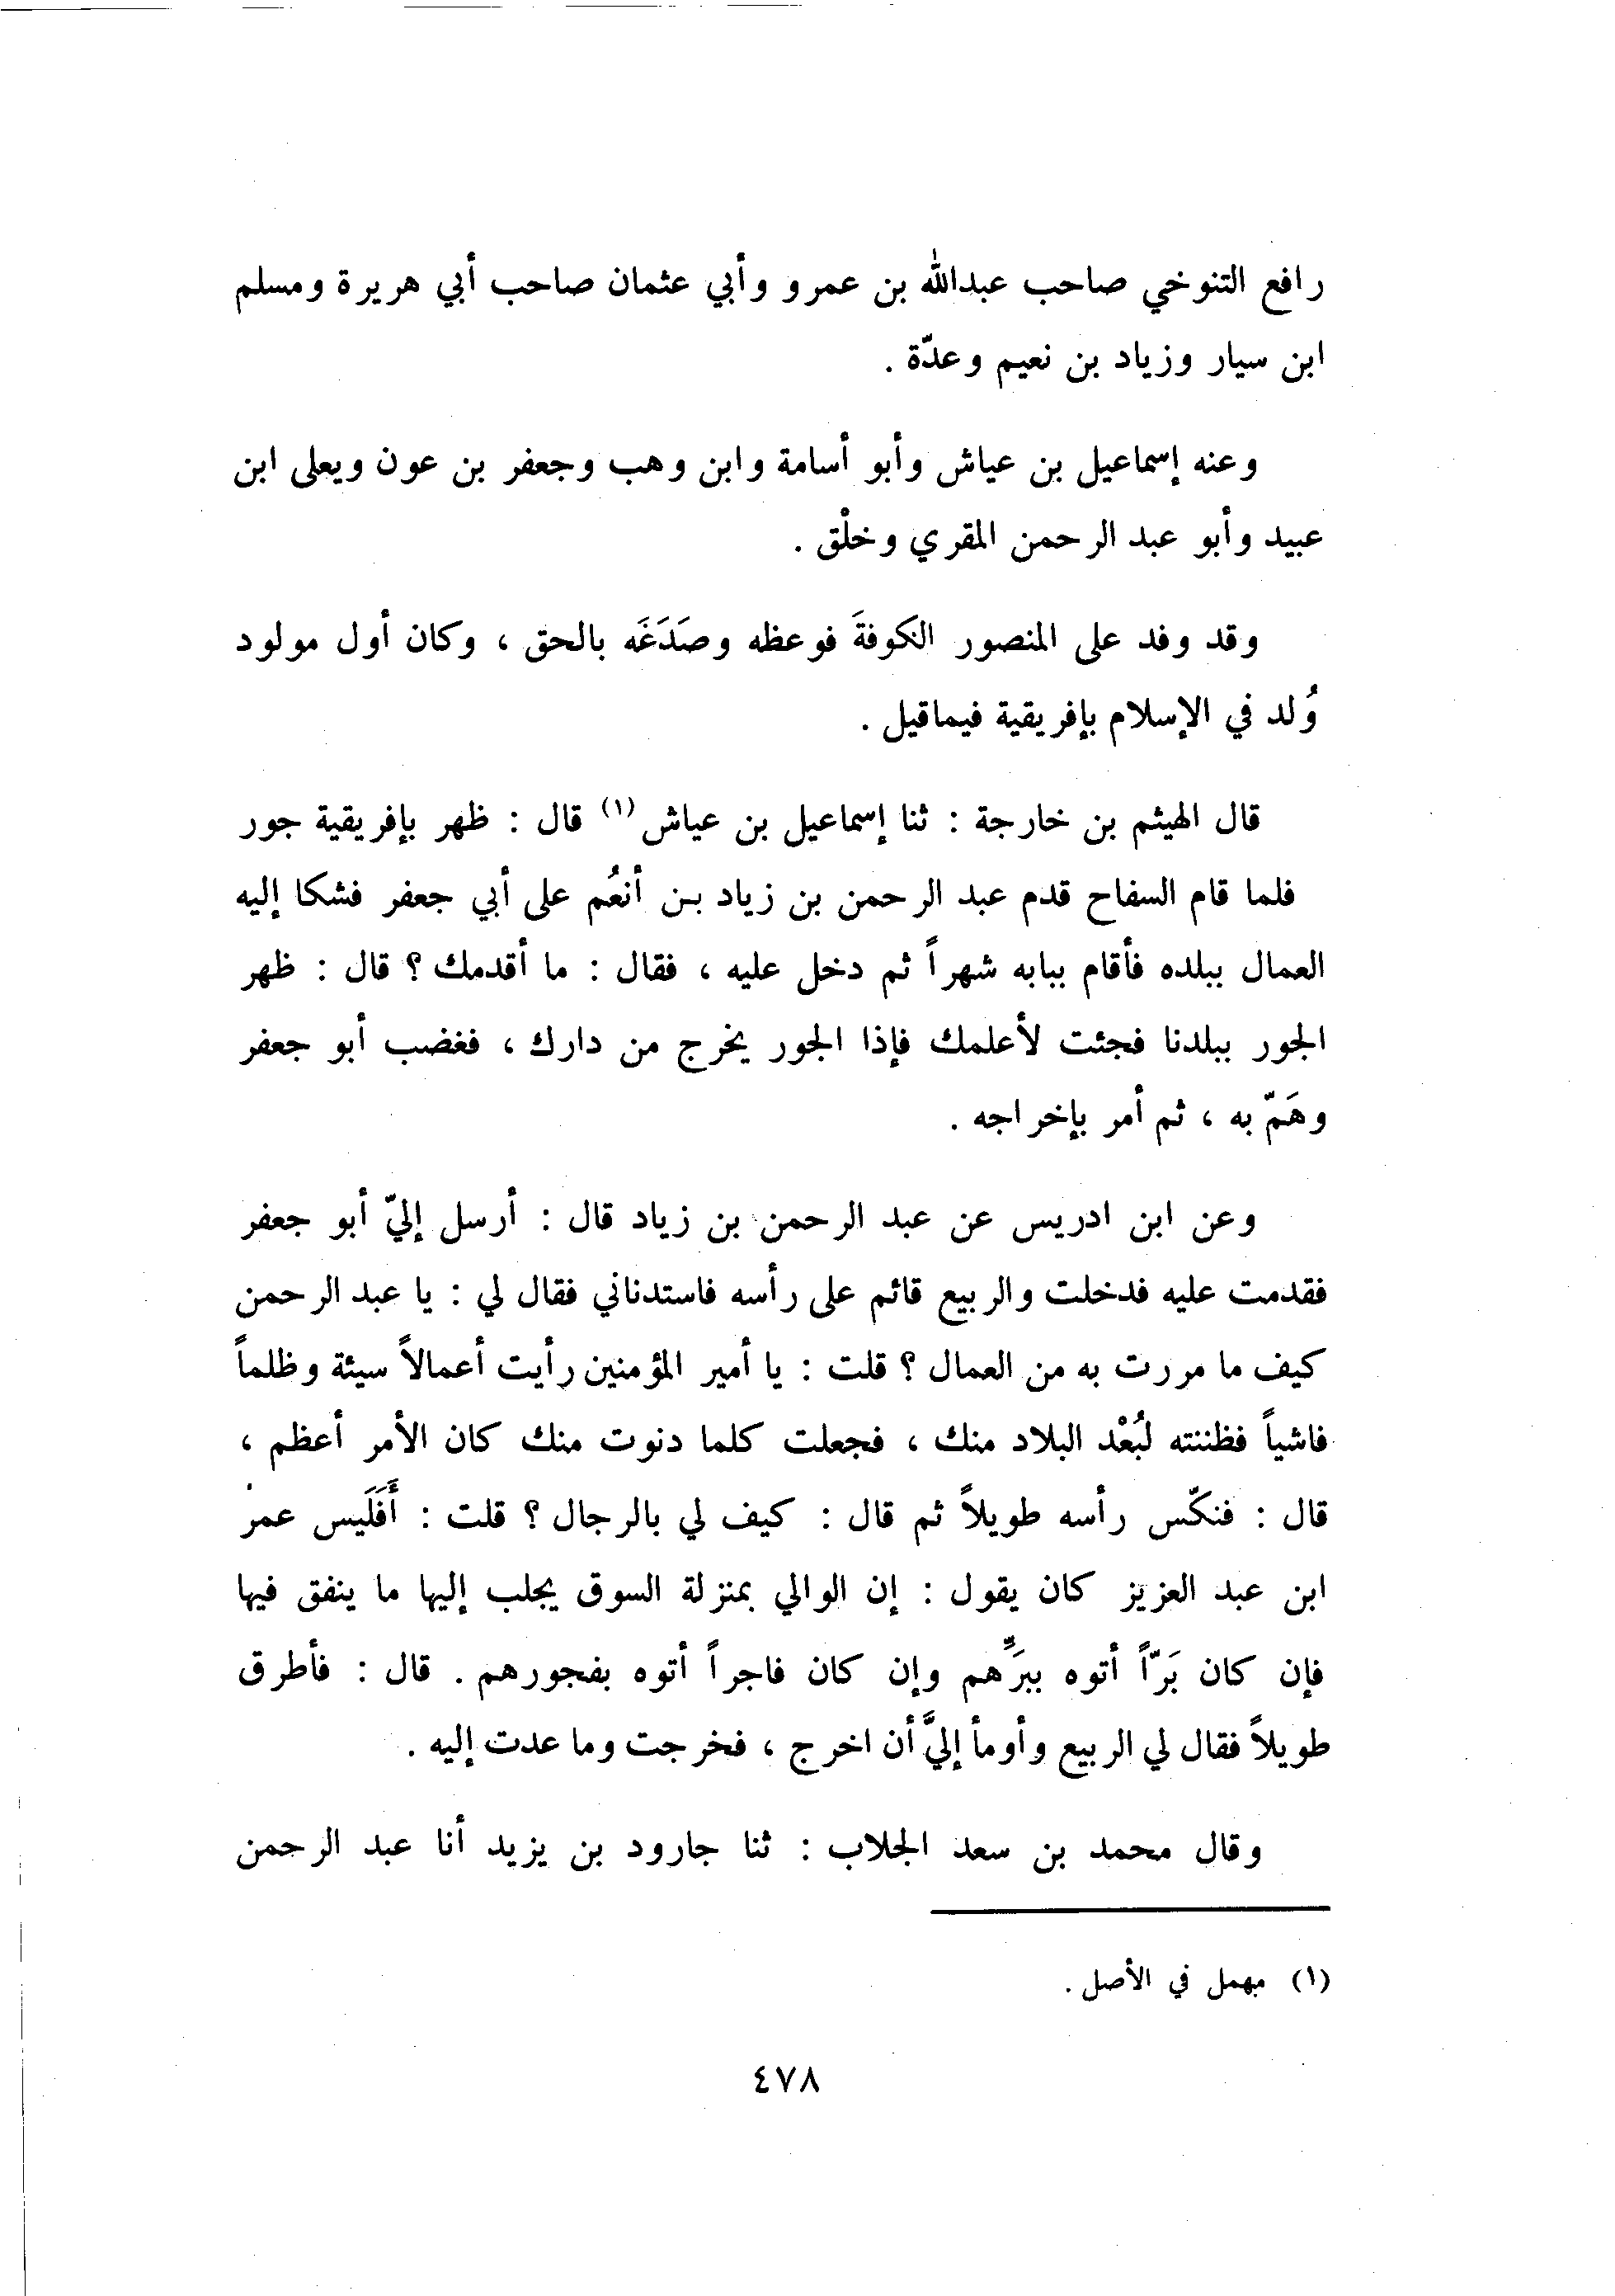 رافع التنوخي صاحب عبدالله بن عمرو وأبي عثمان صاحب أبي هريرة ومسلم
ابن سيار وزياد بن نعيم وعدّة .
وعنه إسماعيل بن عياش وأبو أسامة وابن وهب وجعفر بن عون ويعلى ابن
عبيد وأبو عبد الرحمن المقري وخلْق .
وقد وفد على المنصور الكوفةَ فوعظه وصَدَعَه بالحق ، وكان أول مولود
وُلد في الإسلام بإفريقية فيماقيل .
قال الهيثم بن خارجة : ثنا إسماعيل بن عياش (١) قال : ظهر بإفريقية جور
فلما قام السفاح قدم عبد الرحمن بن زياد بن أنعُم على أبي جعفر فشكا إليه
العمال ببلده فأقام ببابه شهراً ثم دخل عليه ، فقال : ما أقدمك ؟ قال : ظهر
الجور ببلدنا فجئت لأعلمك فإذا الجور يخرج من دارك ، فغضب أبو جعفر
وهَمّ به ، ثم أمر بإخراجه .
وعن ابن ادريس عن عبد الرحمن بن زياد قال : أرسل إليّ أبو جعفر
فقدمت عليه فدخلت والربيع قائم على رأسه فاستدناني فقال لي : يا عبد الرحمن
كيف ما مررت به من العمال ؟ قلت : يا أمير المؤمنين رأيت أعمالاً سيئة وظلماً
فاشياً فظننته لبُعْد البلاد منك ، فجعلت كلما دنوت منك كان الأمر أعظم ،
قال : فنكّس رأسه طويلاً ثم قال : كيف لي بالرجال ؟ قلت : أَفَلَيس عمر
ابن عبد العزيز كان يقول : إن الوالي بمنزلة السوق يجلب إليها ما ينفق فيها
فإن كان بَرّاً أتوه ببرِّهم وإن كان فاجراً أتوه بفجورهم . قال : فأطرق
طويلاً فقال لي الربيع وأومأ إليَّ أن اخرج ، فخرجت وما عدت إليه .
وقال محمد بن سعد الجلاب : ثنا جارود بن يزيد أنا عبد الرحمن
(١) مهمل في الأصل .
٤٧٨